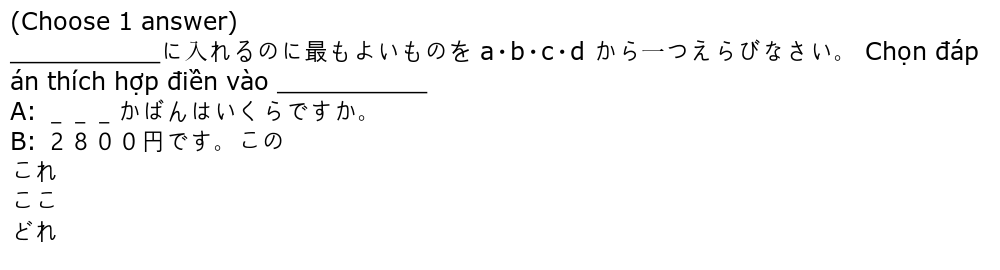 (Choose 1 answer)
____________に入れるのに最もよいものを a･b･c･d から一つえらびなさい。 Chọn đáp
án thích hợp điền vào ____________
A: _ _ _ かばんはいくらですか。
B: ２８００円です。この
これ
ここ
どれ